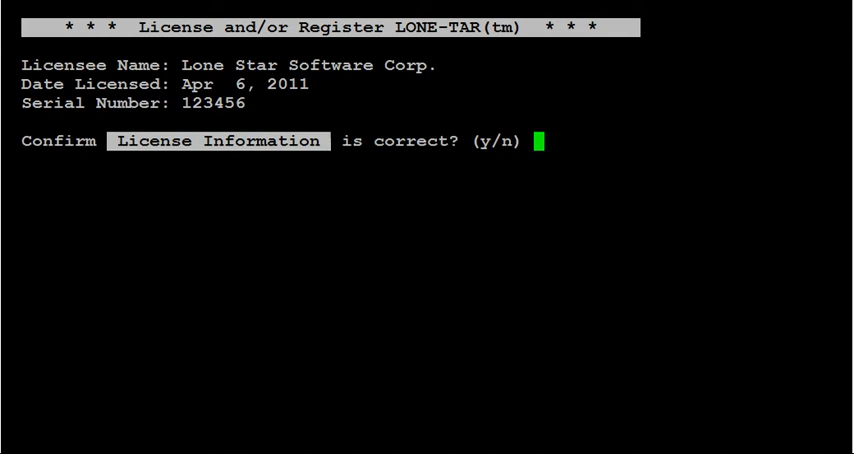 * * *  License and/or Register LONE-TAR(tm)  * * *
Licensee Name: Lone Star Software Corp.
Date Licensed: Apr  6, 2011
Serial Number: 123456
Confirm  License Information  is correct? (y/n)